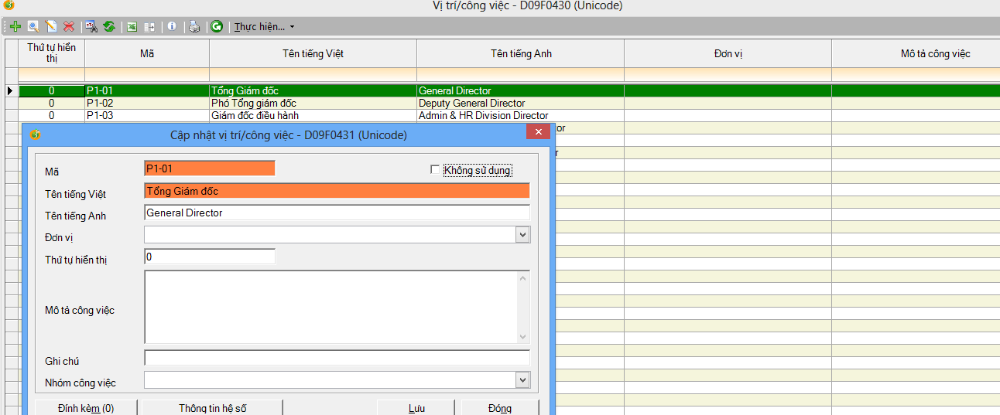 Vị trí/công việc - D09F0430 (Unicode)
Thực hiện...
Thứ tự hiển thị Mã Tên tiếng Việt Tên tiếng Anh Đơn vị Mô tả công việc
0 P1-01 Tổng Giám đốc General Director
0 P1-02 Phó Tổng giám đốc Deputy General Director
0 P1-03 Giám đốc điều hành Admin & HR Division Director
Cập nhật vị trí/công việc - D09F0431 (Unicode)
Mã P1-01 Không sử dụng
Tên tiếng Việt Tổng Giám đốc
Tên tiếng Anh General Director
Đơn vị
Thứ tự hiển thị 0
Mô tả công việc
Ghi chú
Nhóm công việc
Đính kèm (0) Thông tin hệ số Lưu Đóng